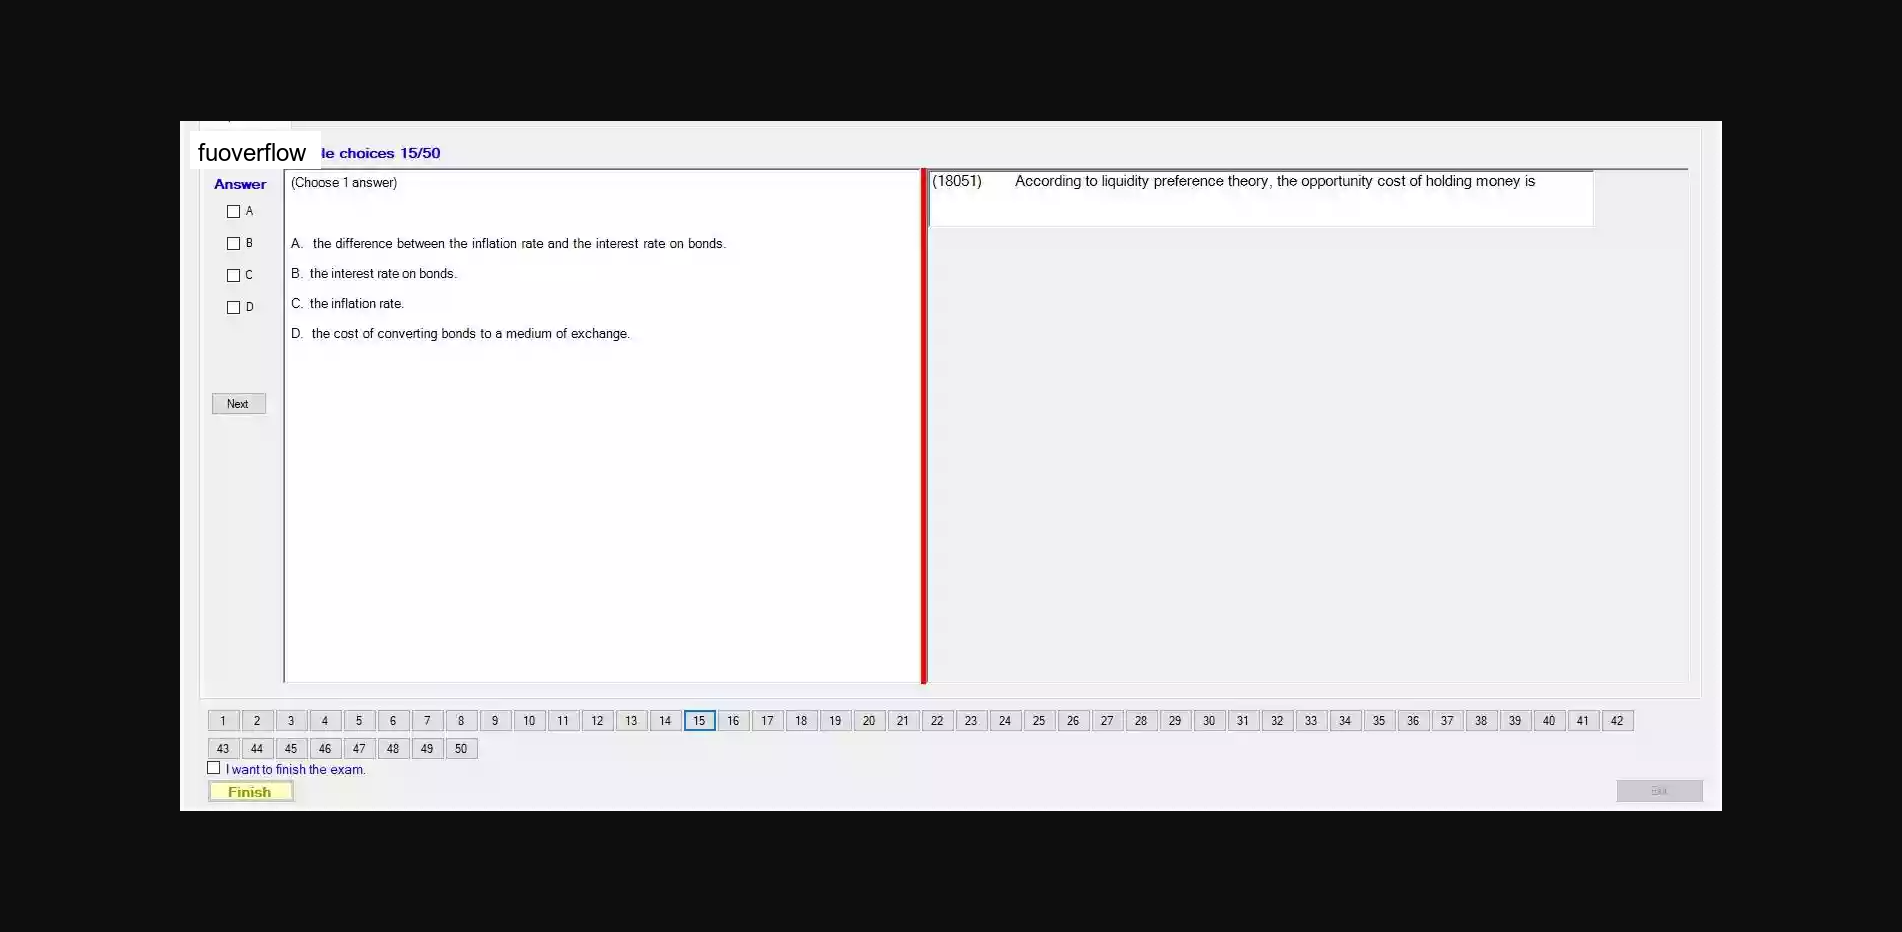 fuoverflow
le choices 15/50
Answer
(Choose 1 answer)
(18051) According to liquidity preference theory, the opportunity cost of holding money is
A
B
A. the difference between the inflation rate and the interest rate on bonds.
C
B. the interest rate on bonds.
D
C. the inflation rate.
D. the cost of converting bonds to a medium of exchange.
Next
1 2 3 4 5 6 7 8 9 10 11 12 13 14 15 16 17 18 19 20 21 22 23 24 25 26 27 28 29 30 31 32 33 34 35 36 37 38 39 40 41 42
43 44 45 46 47 48 49 50
I want to finish the exam.
Finish
Exit